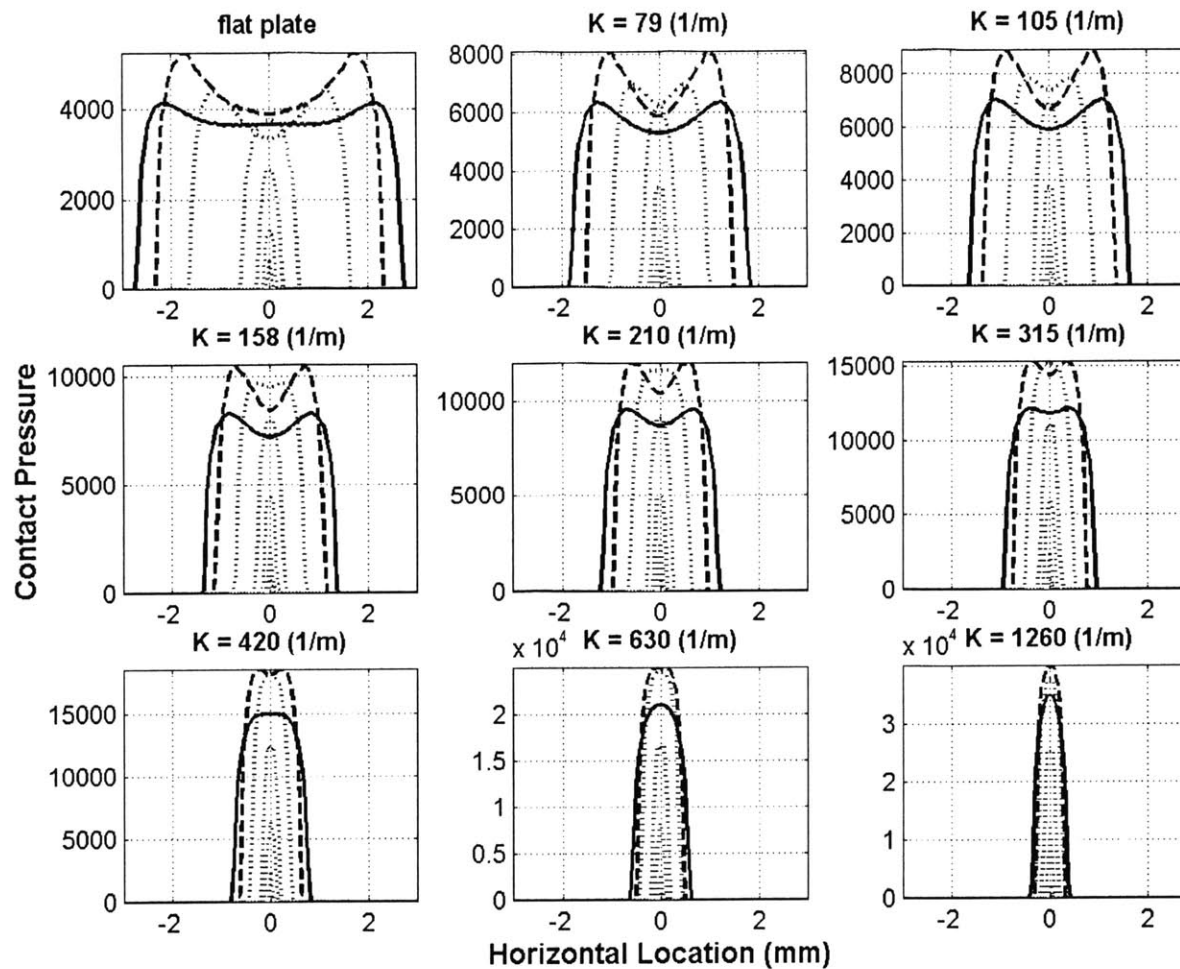 flat plate
K = 79 (1/m)
K = 105 (1/m)
4000
2000
0
-2 0 2
8000
6000
4000
2000
0
-2 0 2
8000
6000
4000
2000
0
-2 0 2
K = 158 (1/m)
K = 210 (1/m)
K = 315 (1/m)
Contact Pressure
10000
5000
0
-2 0 2
10000
5000
0
-2 0 2
15000
10000
5000
0
-2 0 2
K = 420 (1/m)
x 10^4 K = 630 (1/m)
x 10^4 K = 1260 (1/m)
15000
10000
5000
0
-2 0 2
2
1.5
1
0.5
0
-2 0 2
3
2
1
0
-2 0 2
Horizontal Location (mm)